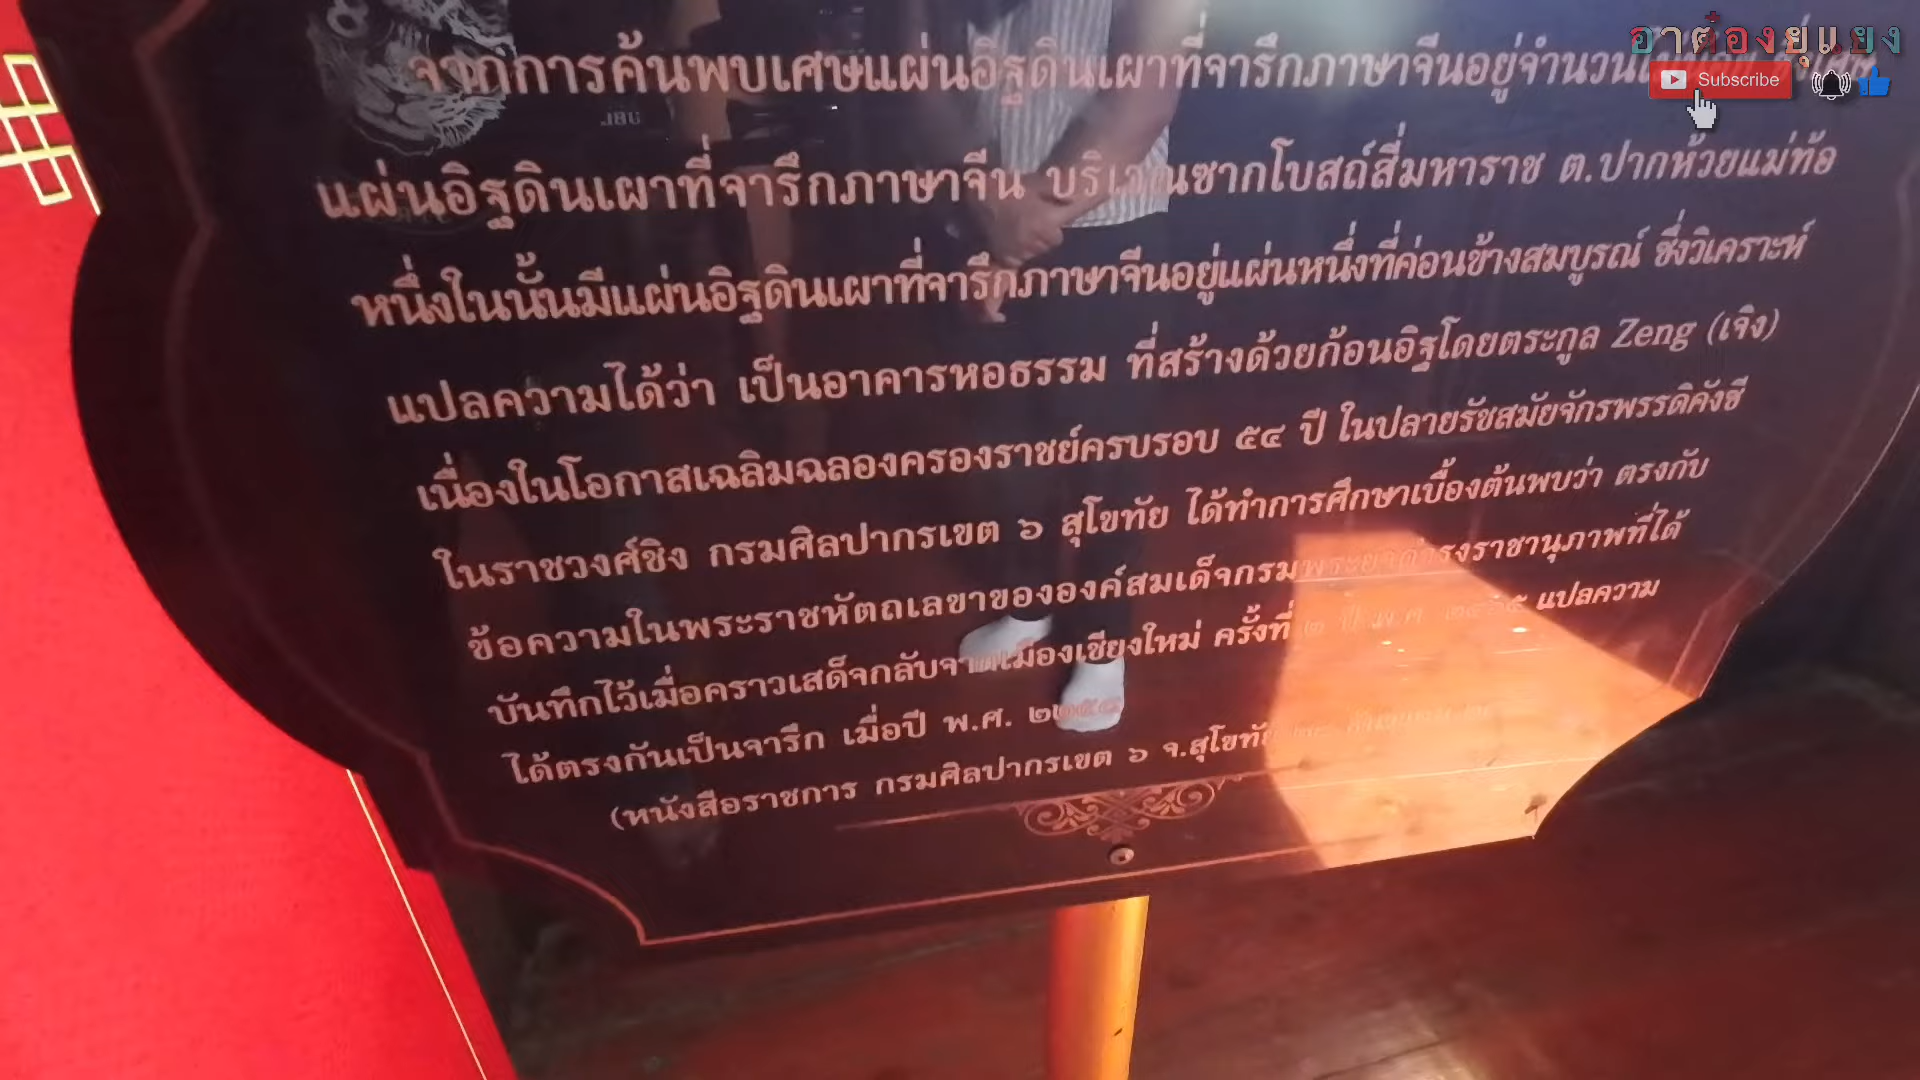 อาต๋องยุแยง
Subscribe
จากการค้นพบเศษแผ่นอิฐดินเผาที่จารึกภาษาจีนอยู่จำนวน
แผ่นอิฐดินเผาที่จารึกภาษาจีน บริเวณซากโบสถ์สี่มหาราช ต.ปากห้วยแม่ท้อ
หนึ่งในนั้นมีแผ่นอิฐดินเผาที่จารึกภาษาจีนอยู่แผ่นหนึ่งที่ค่อนข้างสมบูรณ์ ซึ่งวิเคราะห์
แปลความได้ว่า เป็นอาคารหอธรรม ที่สร้างด้วยก้อนอิฐโดยตระกูล Zeng (เจิง)
เนื่องในโอกาสเฉลิมฉลองครองราชย์ครบรอบ ๕๔ ปี ในปลายรัชสมัยจักรพรรดิคังซี
ในราชวงศ์ชิง กรมศิลปากรเขต ๖ สุโขทัย ได้ทำการศึกษาเบื้องต้นพบว่า ตรงกับ
ข้อความในพระราชหัตถเลขาขององค์สมเด็จกรมพระยาดำรงราชานุภาพที่ได้
บันทึกไว้เมื่อคราวเสด็จกลับจากเมืองเชียงใหม่ ครั้งที่ ๒ ปี พ.ศ. แปลความ
ได้ตรงกันเป็นจารึก เมื่อปี พ.ศ.
(หนังสือราชการ กรมศิลปากรเขต ๖ จ.สุโขทัย